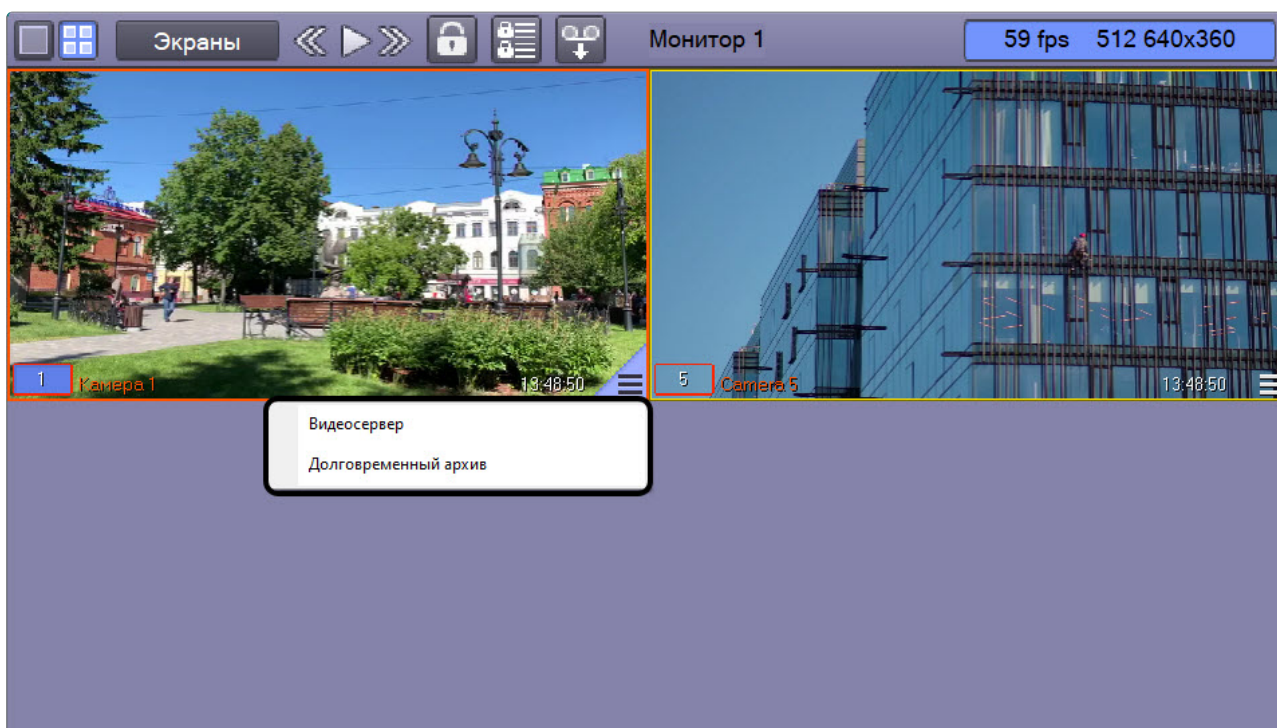 Экраны
Монитор 1
59 fps 512 640x360
1 Камера 1 13:48:50
5 Camera 5 13:48:50
Видеосервер
Долговременный архив